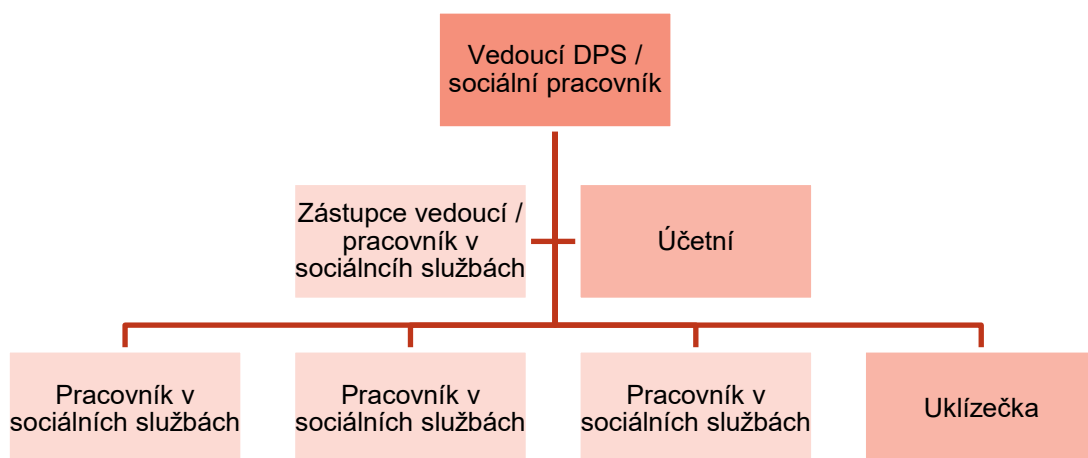 Vedoucí DPS /
sociální pracovník
Zástupce vedoucí /
pracovník v
sociálncíh službách
Účetní
Pracovník v
sociálních službách
Pracovník v
sociálních službách
Pracovník v
sociálních službách
Uklízečka